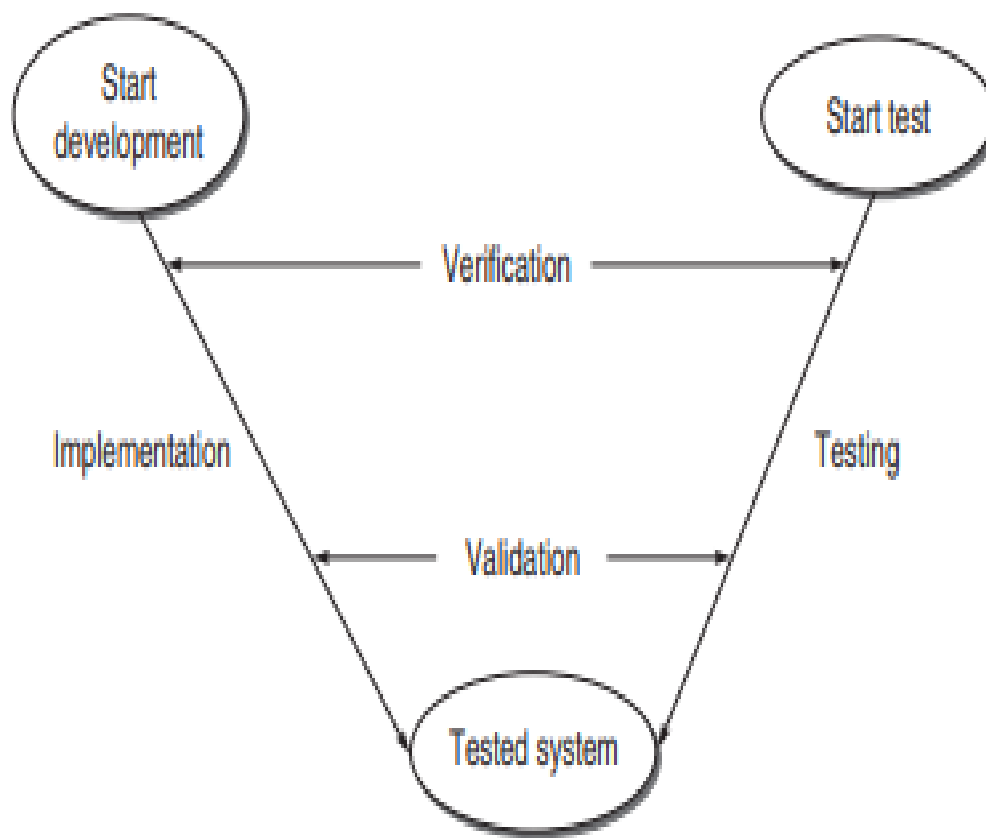 Start
development
Start test
Verification
Implementation
Testing
Validation
Tested system